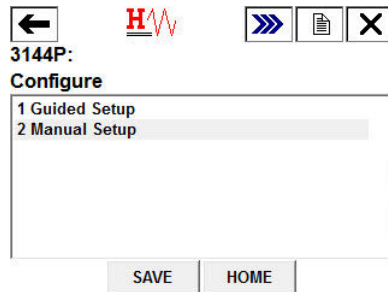 H
3144P:
Configure
1 Guided Setup
2 Manual Setup
SAVE HOME